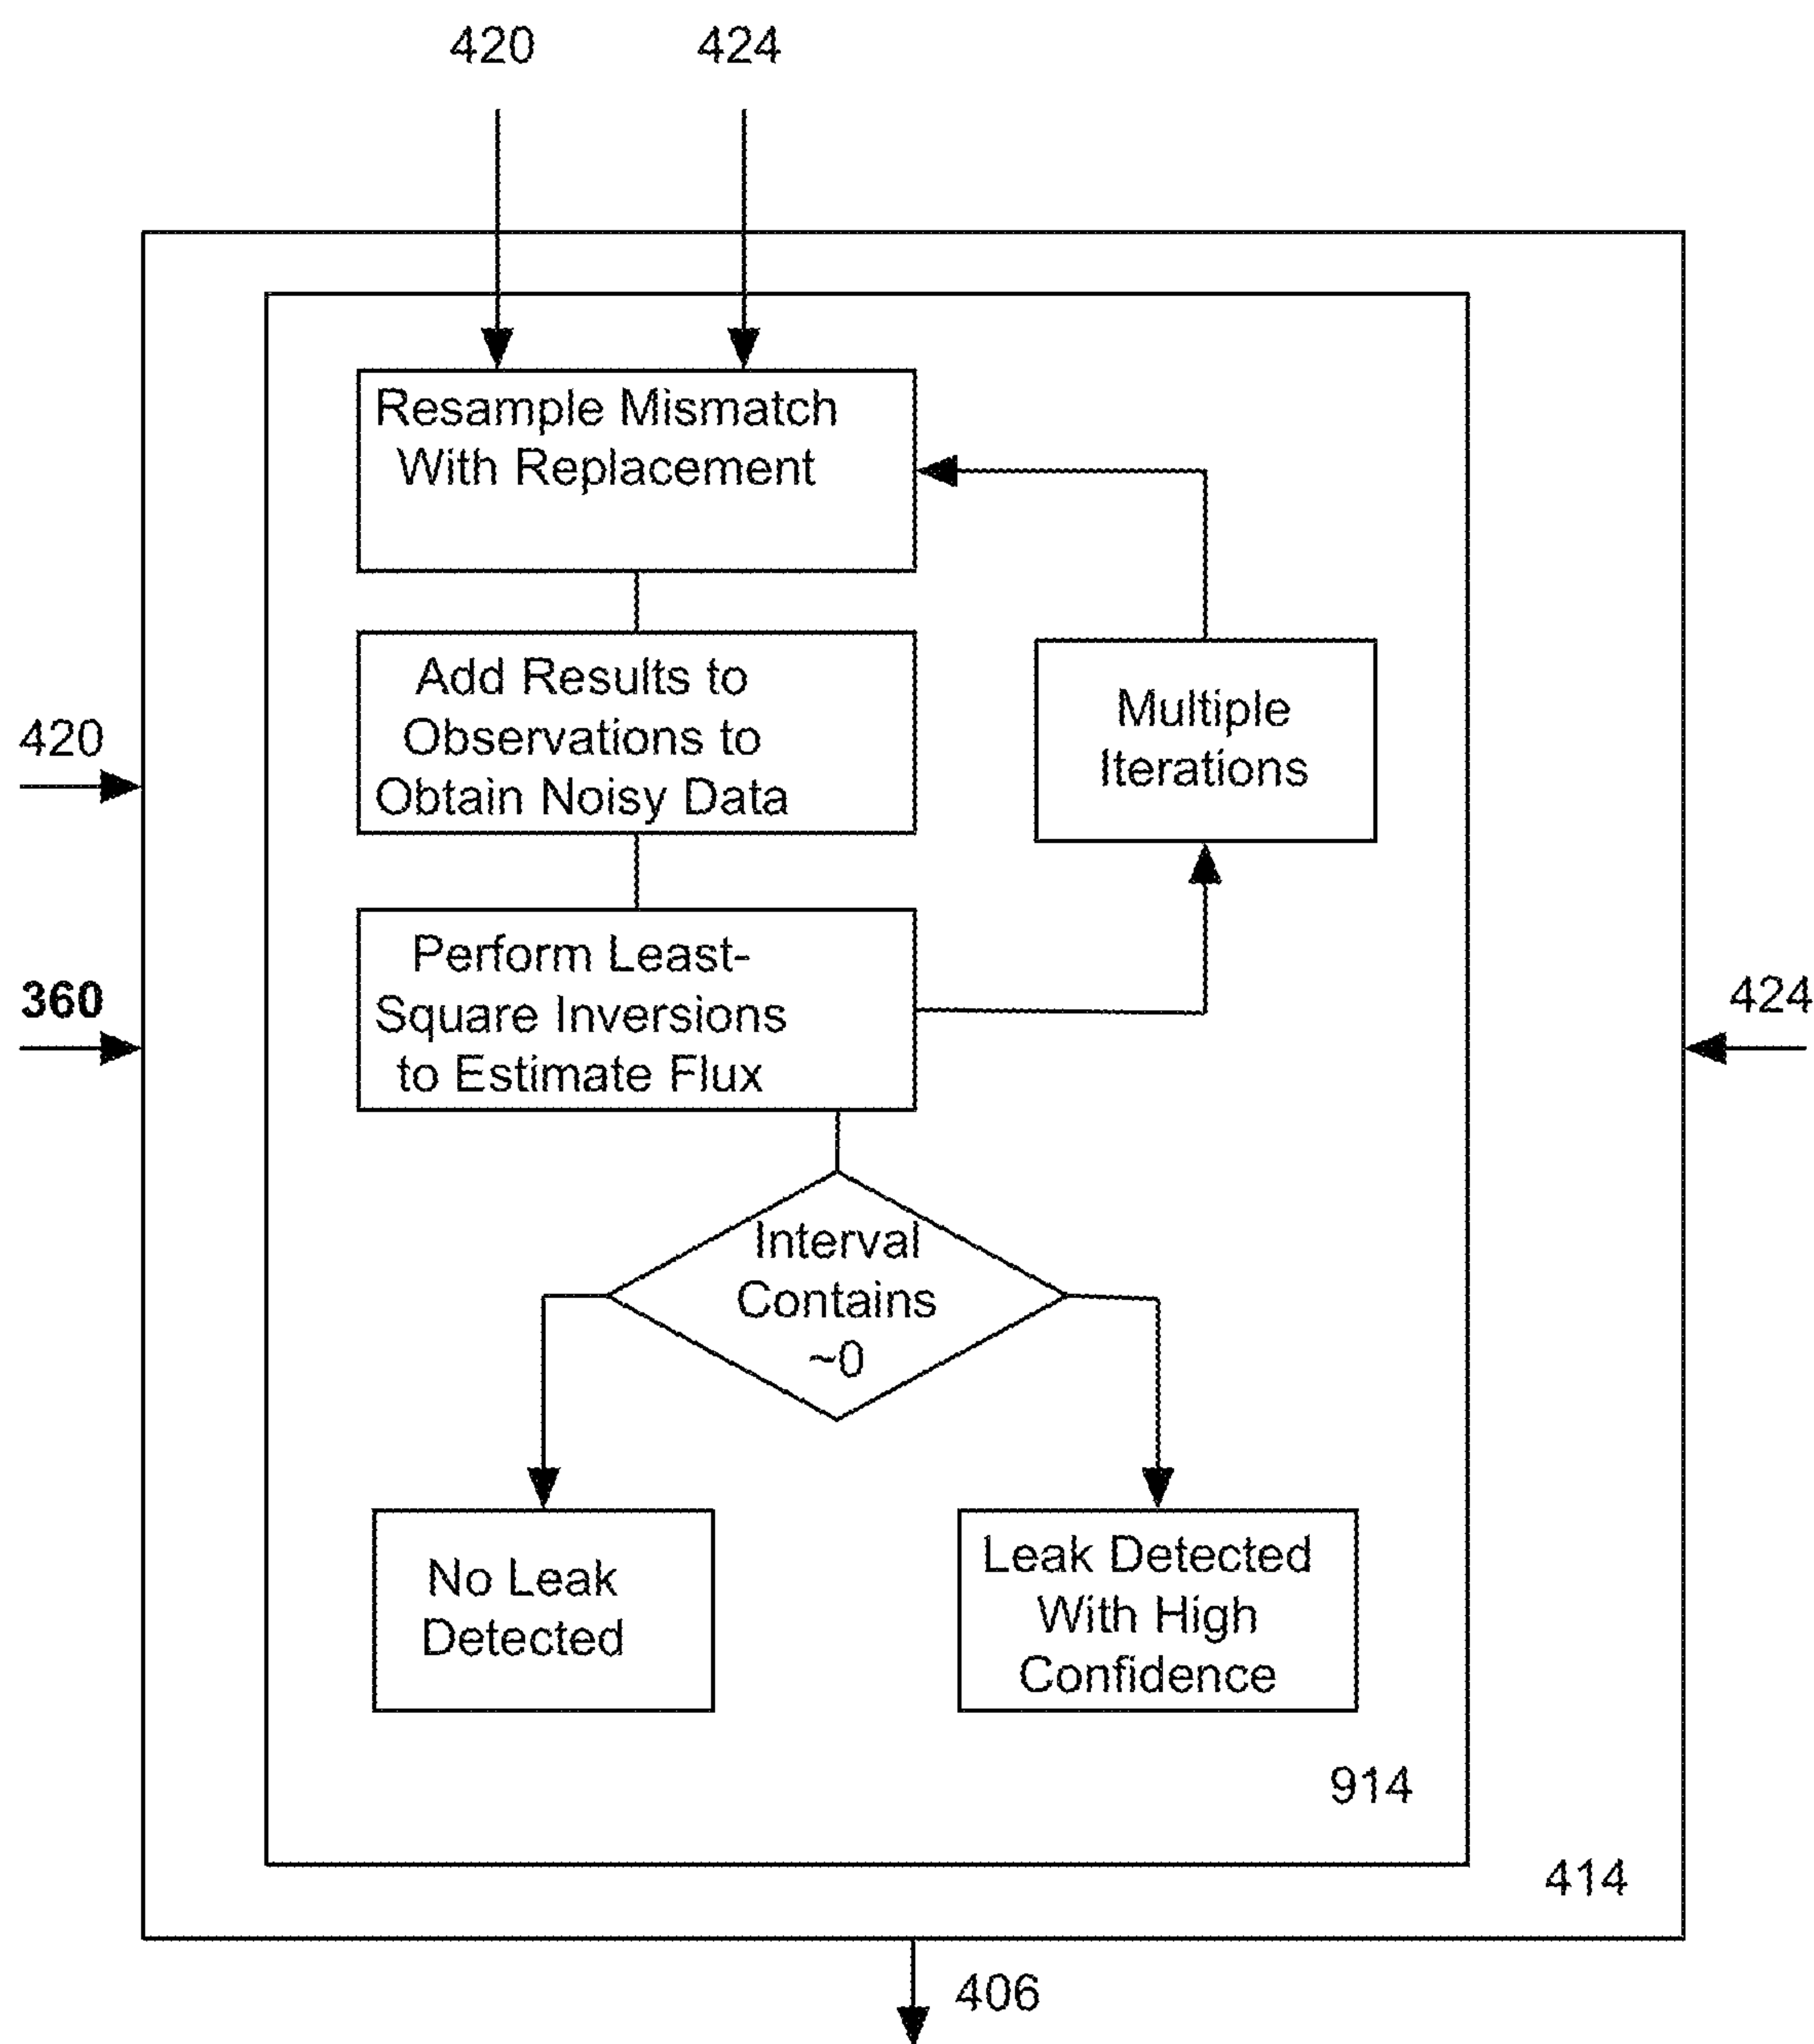 420 424
Resample Mismatch
With Replacement
Add Results to
Observations to
Obtain Noisy Data
Multiple
Iterations
420
Perform Least-
Square Inversions
to Estimate Flux
360
424
Interval
Contains
~0
No Leak
Detected
Leak Detected
With High
Confidence
914
414
406